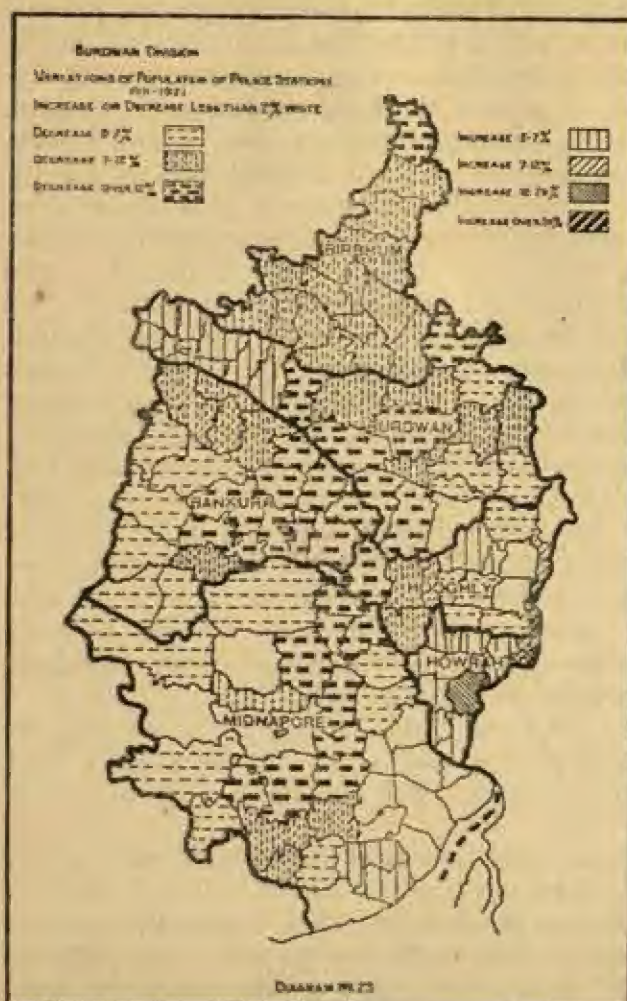 BURDWAN DIVISION
VARIATIONS OF POPULATION OF POLICE STATIONS
1911-1921
INCREASE OR DECREASE LESS THAN 2% WHITE
DECREASE 2-7%
DECREASE 7-12%
DECREASE OVER 12%
INCREASE 2-7%
INCREASE 7-12%
INCREASE
INCREASE OVER
BIRBHUM
BURDWAN
BANKURA
HOOGHLY
HOWRAH
MIDNAPORE
DIAGRAM No. 23